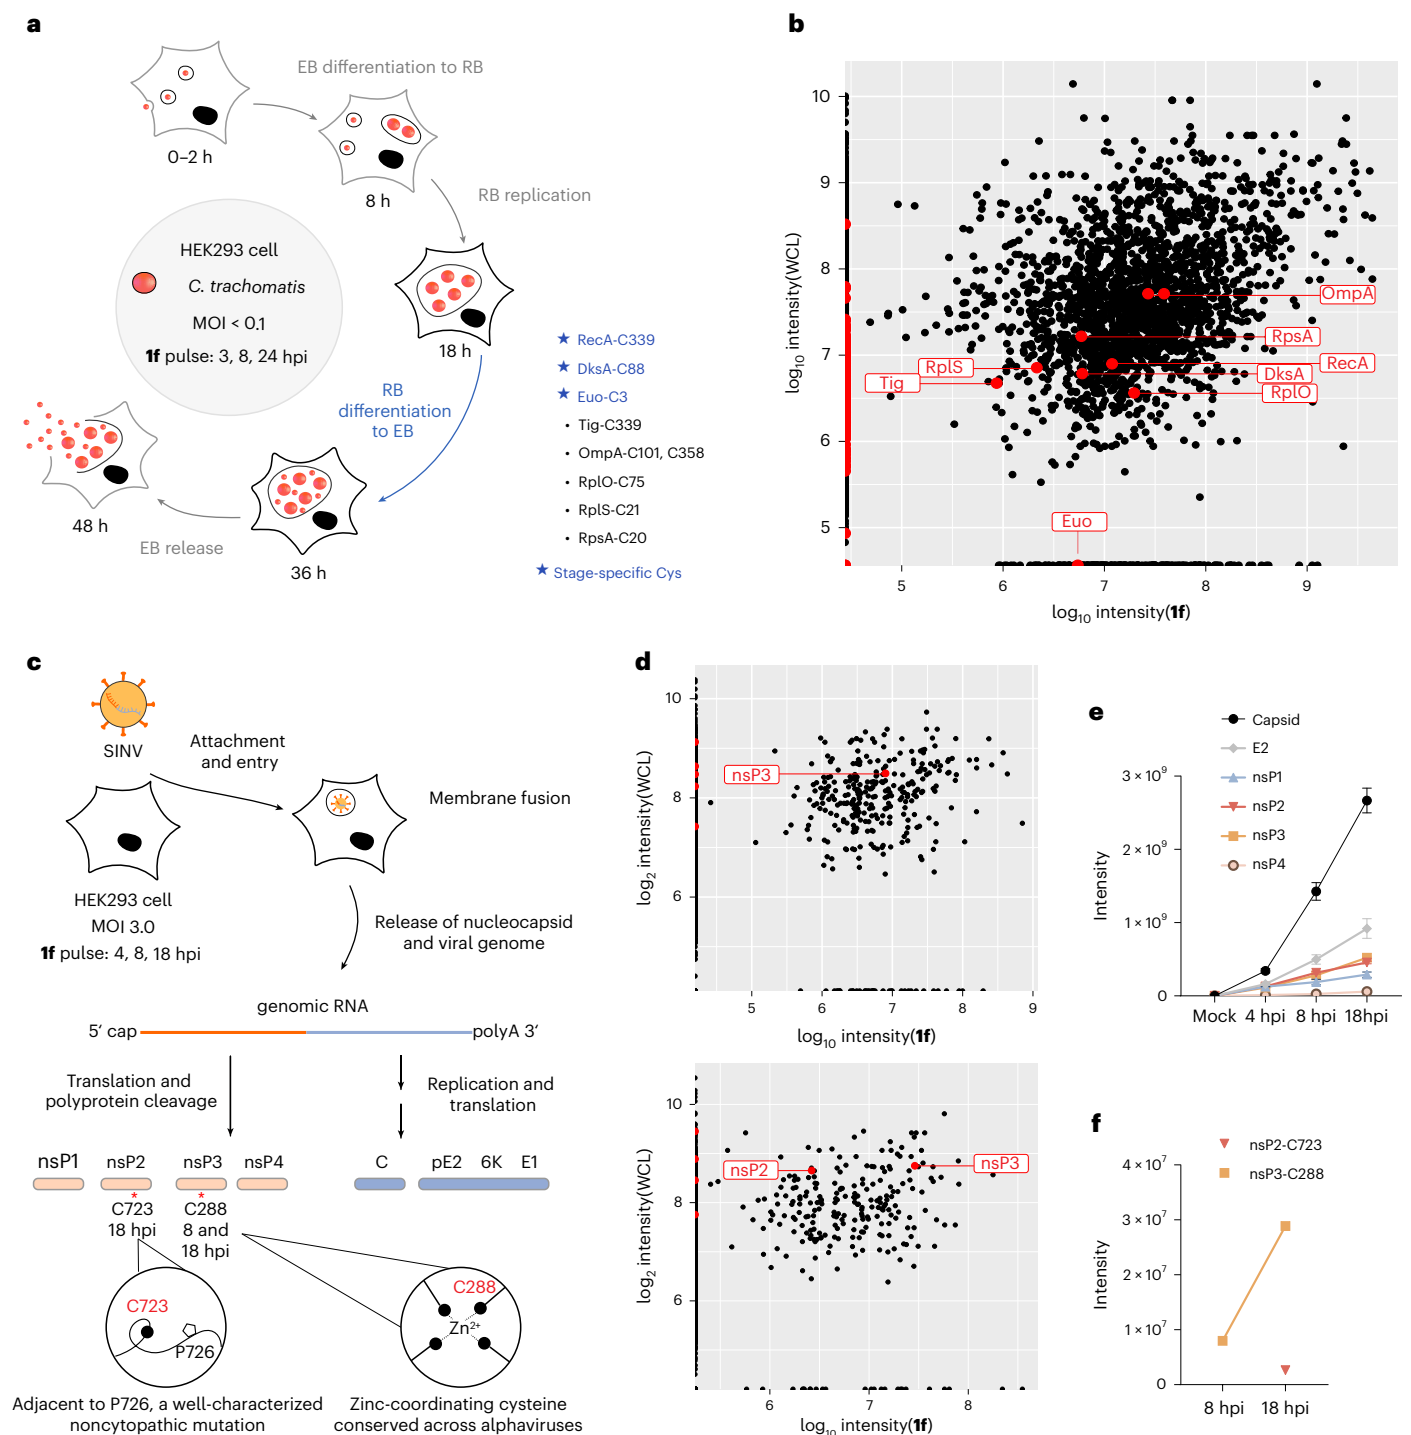 a
EB differentiation to RB
0–2 h
8 h
RB replication
HEK293 cell
C. trachomatis
MOI < 0.1
1f pulse: 3, 8, 24 hpi
18 h
RB
differentiation
to EB
★ RecA-C339
★ DksA-C88
★ Euo-C3
• Tig-C339
• OmpA-C101, C358
• RplO-C75
• RplS-C21
• RpsA-C20
★ Stage-specific Cys
48 h
EB release
36 h
b
log10 intensity(WCL)
10
9
8
7
6
5
OmpA
RpsA
RecA
RplS
DksA
Tig
RplO
Euo
5 6 7 8 9
log10 intensity(1f)
c
SINV
Attachment
and entry
Membrane fusion
HEK293 cell
MOI 3.0
1f pulse: 4, 8, 18 hpi
Release of nucleocapsid
and viral genome
genomic RNA
5′ cap
polyA 3′
Translation and
polyprotein cleavage
Replication and
translation
nsP1 nsP2 nsP3 nsP4
C pE2 6K E1
* *
C723
18 hpi
C288
8 and
18 hpi
C723
P726
C288
Zn2+
Adjacent to P726, a well-characterized
noncytopathic mutation
Zinc-coordinating cysteine
conserved across alphaviruses
d
log2 intensity(WCL)
10
8
6
nsP3
5 6 7 8 9
log10 intensity(1f)
log2 intensity(WCL)
10
8
6
nsP2
nsP3
6 7 8
log10 intensity(1f)
e
Capsid
E2
nsP1
nsP2
nsP3
nsP4
Intensity
3 × 10⁹
2 × 10⁹
1 × 10⁹
0
Mock 4 hpi 8 hpi 18hpi
f
nsP2-C723
nsP3-C288
Intensity
4 × 10⁷
3 × 10⁷
2 × 10⁷
1 × 10⁷
0
8 hpi 18 hpi